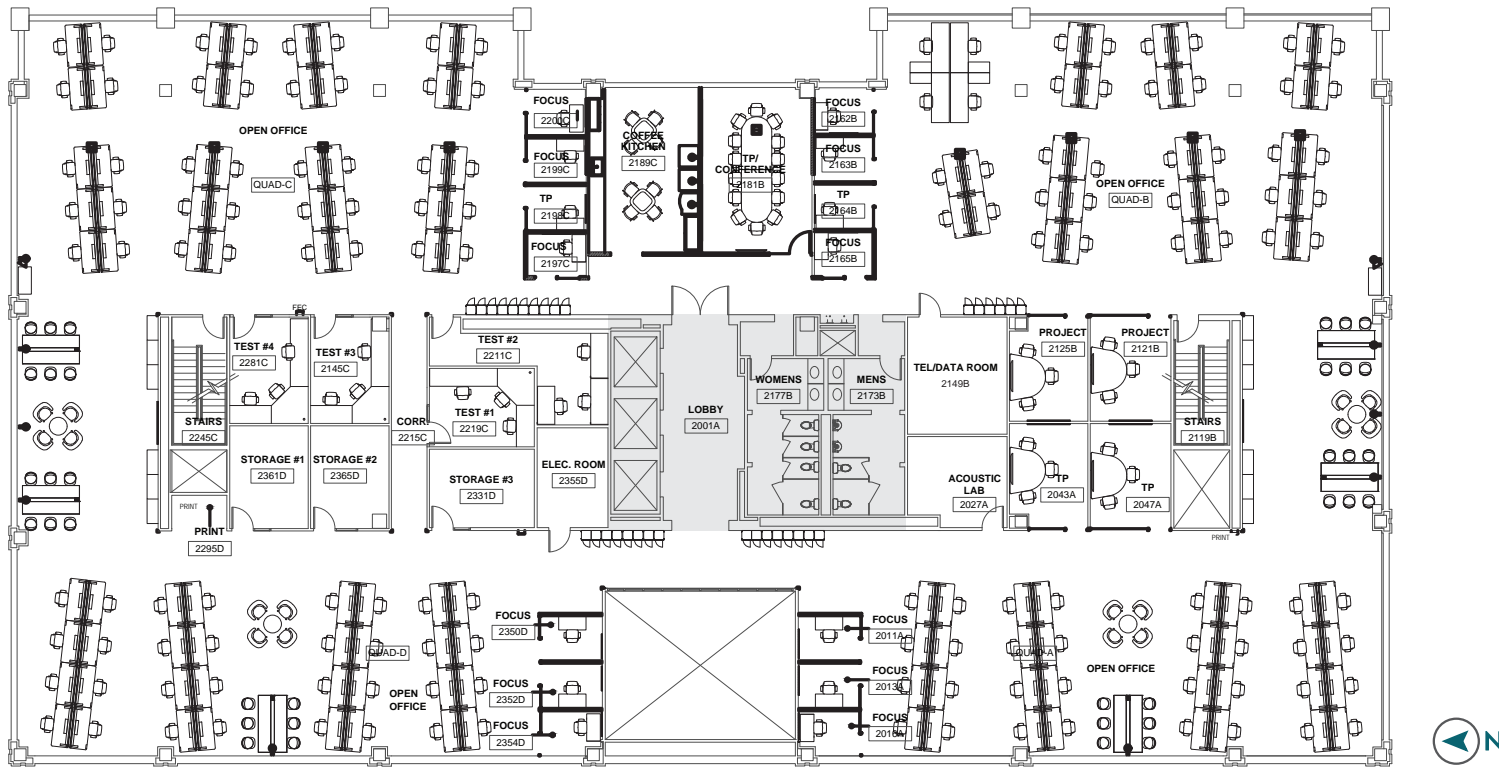 FOCUS
2201C
FOCUS
2199C
TP
2198C
FOCUS
2197C
COFFEE
KITCHEN
2189C
TP/
CONFERENCE
2181B
FOCUS
2162B
FOCUS
2163B
TP
2164B
FOCUS
2165B
OPEN OFFICE
QUAD-C
OPEN OFFICE
QUAD-B
FEC
TEST #4
2281C
TEST #3
2145C
TEST #2
2211C
TEST #1
2219C
STAIRS
2245C
CORR.
2215C
STORAGE #1
2361D
STORAGE #2
2365D
STORAGE #3
2331D
ELEC. ROOM
2355D
PRINT
PRINT
2295D
LOBBY
2001A
WOMENS
2177B
MENS
2173B
TEL/DATA ROOM
2149B
PROJECT
2125B
PROJECT
2121B
STAIRS
2119B
ACOUSTIC
LAB
2027A
TP
2043A
TP
2047A
PRINT
FOCUS
2350D
FOCUS
2352D
FOCUS
2354D
QUAD-D
OPEN
OFFICE
FOCUS
2011A
FOCUS
2013A
FOCUS
QUAD-A
OPEN OFFICE
N